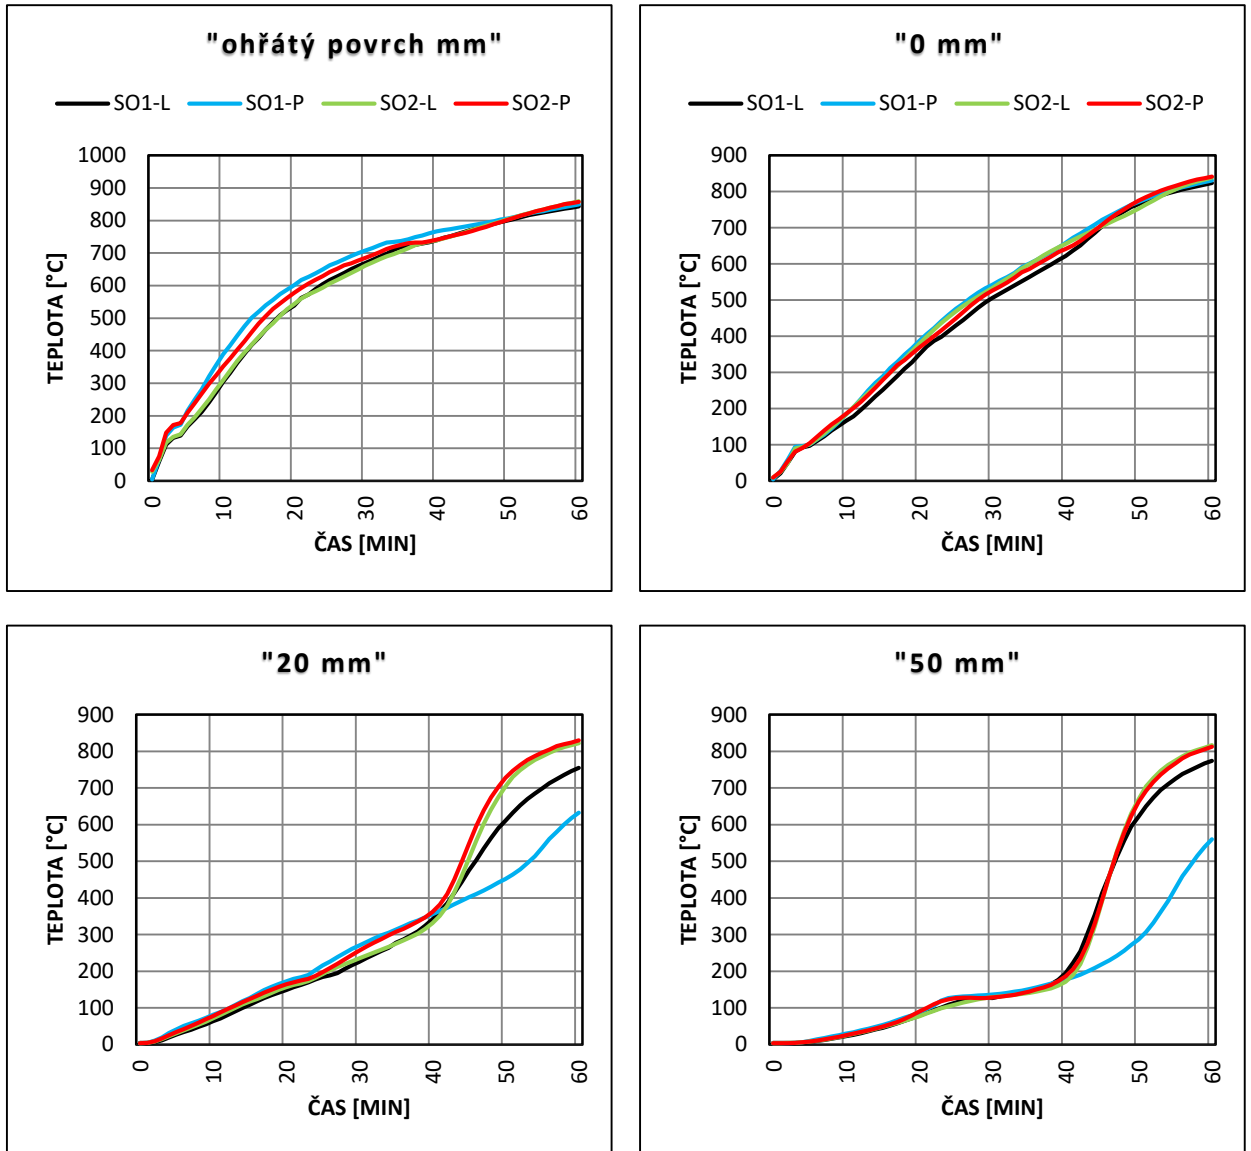 "ohřátý povrch mm"
SO1-L SO1-P SO2-L SO2-P
1000
900
800
700
600
500
400
300
200
100
0
TEPLOTA [°C]
0 10 20 30 40 50 60
ČAS [MIN]
"0 mm"
SO1-L SO1-P SO2-L SO2-P
900
800
700
600
500
400
300
200
100
0
TEPLOTA [°C]
0 10 20 30 40 50 60
ČAS [MIN]
"20 mm"
900
800
700
600
500
400
300
200
100
0
TEPLOTA [°C]
0 10 20 30 40 50 60
ČAS [MIN]
"50 mm"
900
800
700
600
500
400
300
200
100
0
TEPLOTA [°C]
0 10 20 30 40 50 60
ČAS [MIN]